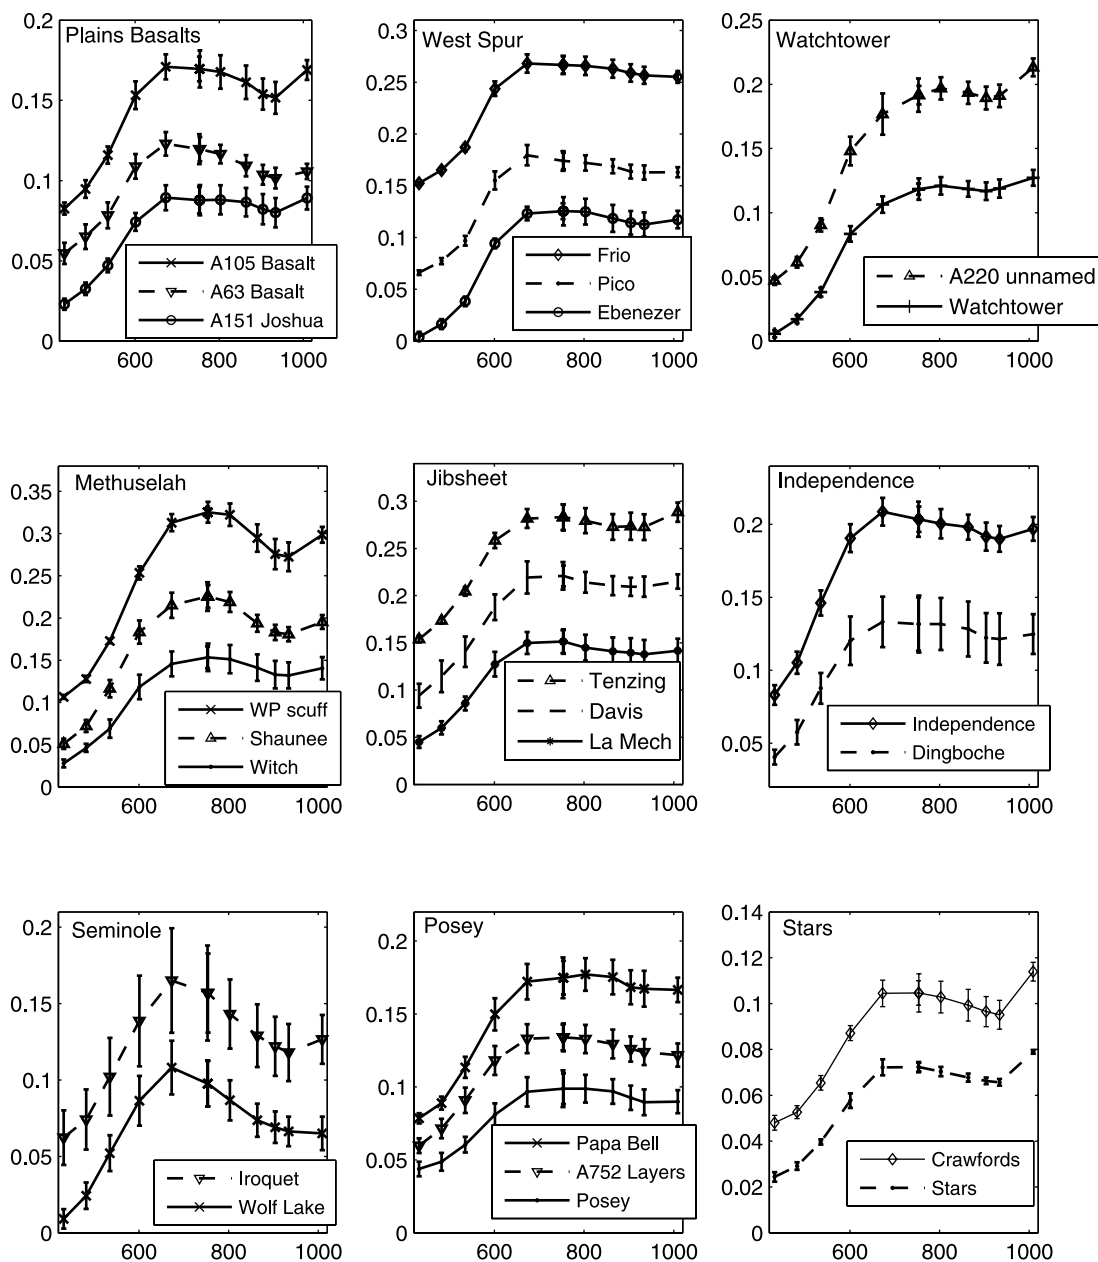 Plains Basalts
0.2
0.15
0.1
0.05
0
A105 Basalt
A63 Basalt
A151 Joshua
600 800 1000
West Spur
0.3
0.25
0.2
0.15
0.1
0.05
0
Frio
Pico
Ebenezer
600 800 1000
Watchtower
0.25
0.2
0.15
0.1
0.05
0
A220 unnamed
Watchtower
600 800 1000
Methuselah
0.35
0.3
0.25
0.2
0.15
0.1
0.05
0
WP scuff
Shaunee
Witch
600 800 1000
Jibsheet
0.3
0.25
0.2
0.15
0.1
0.05
0
Tenzing
Davis
La Mech
600 800 1000
Independence
0.2
0.15
0.1
0.05
Independence
Dingboche
600 800 1000
Seminole
0.2
0.15
0.1
0.05
0
Iroquet
Wolf Lake
600 800 1000
Posey
0.2
0.15
0.1
0.05
0
Papa Bell
A752 Layers
Posey
600 800 1000
Stars
0.14
0.12
0.1
0.08
0.06
0.04
0.02
0
Crawfords
Stars
600 800 1000